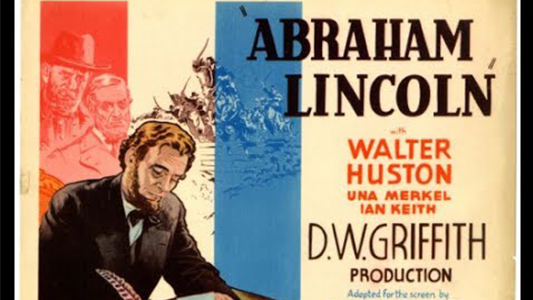 "ABRAHAM
LINCOLN"
with
WALTER
HUSTON
UNA MERKEL
IAN KEITH
D.W. GRIFFITH
PRODUCTION
Adapted for the screen by